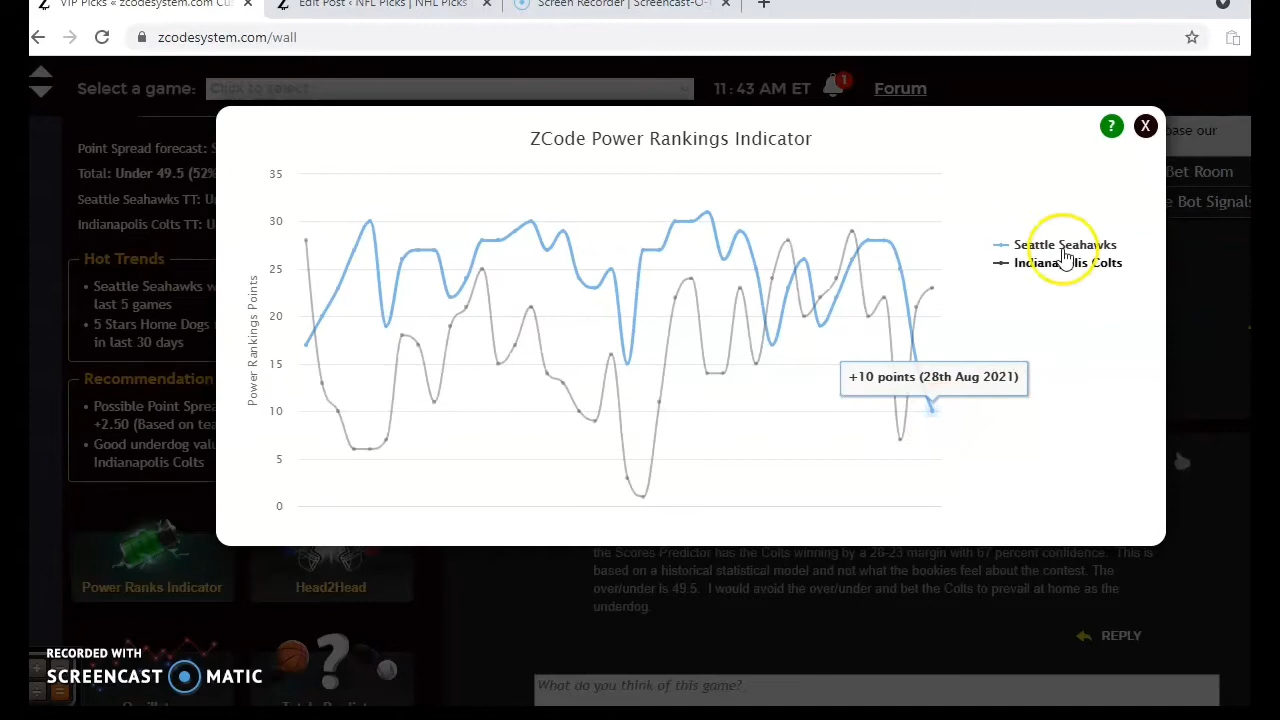 VIP Picks « zcodesystem.com Cu
Edit Post ‹ NFL Picks | NHL Picks
Screen Recorder | Screencast-O-
zcodesystem.com/wall
Select a game:
Click to select
11:43 AM ET
1
Forum
ZCode Power Rankings Indicator
?
X
Point Spread forecast: S
Total: Under 49.5 (52%
Seattle Seahawks TT: U
Indianapolis Colts TT: U
Hot Trends
Seattle Seahawks w
last 5 games
5 Stars Home Dogs
in last 30 days
Recommendation
Possible Point Spre
+2.50 (Based on tea
Good underdog valu
Indianapolis Colts
Power Ranks Indicator
Head2Head
Power Rankings Points
35
30
25
20
15
10
5
0
Seattle Seahawks
Indianapolis Colts
+10 points (28th Aug 2021)
base our
Bet Room
e Bot Signals
the Scores Predictor has the Colts winning by a 26-23 margin with 67 percent confidence. This is
based on a historical statistical model and not what the bookies feel about the contest. The
over/under is 49.5. I would avoid the over/under and bet the Colts to prevail at home as the
underdog.
REPLY
What do you think of this game?
RECORDED WITH
SCREENCAST MATIC